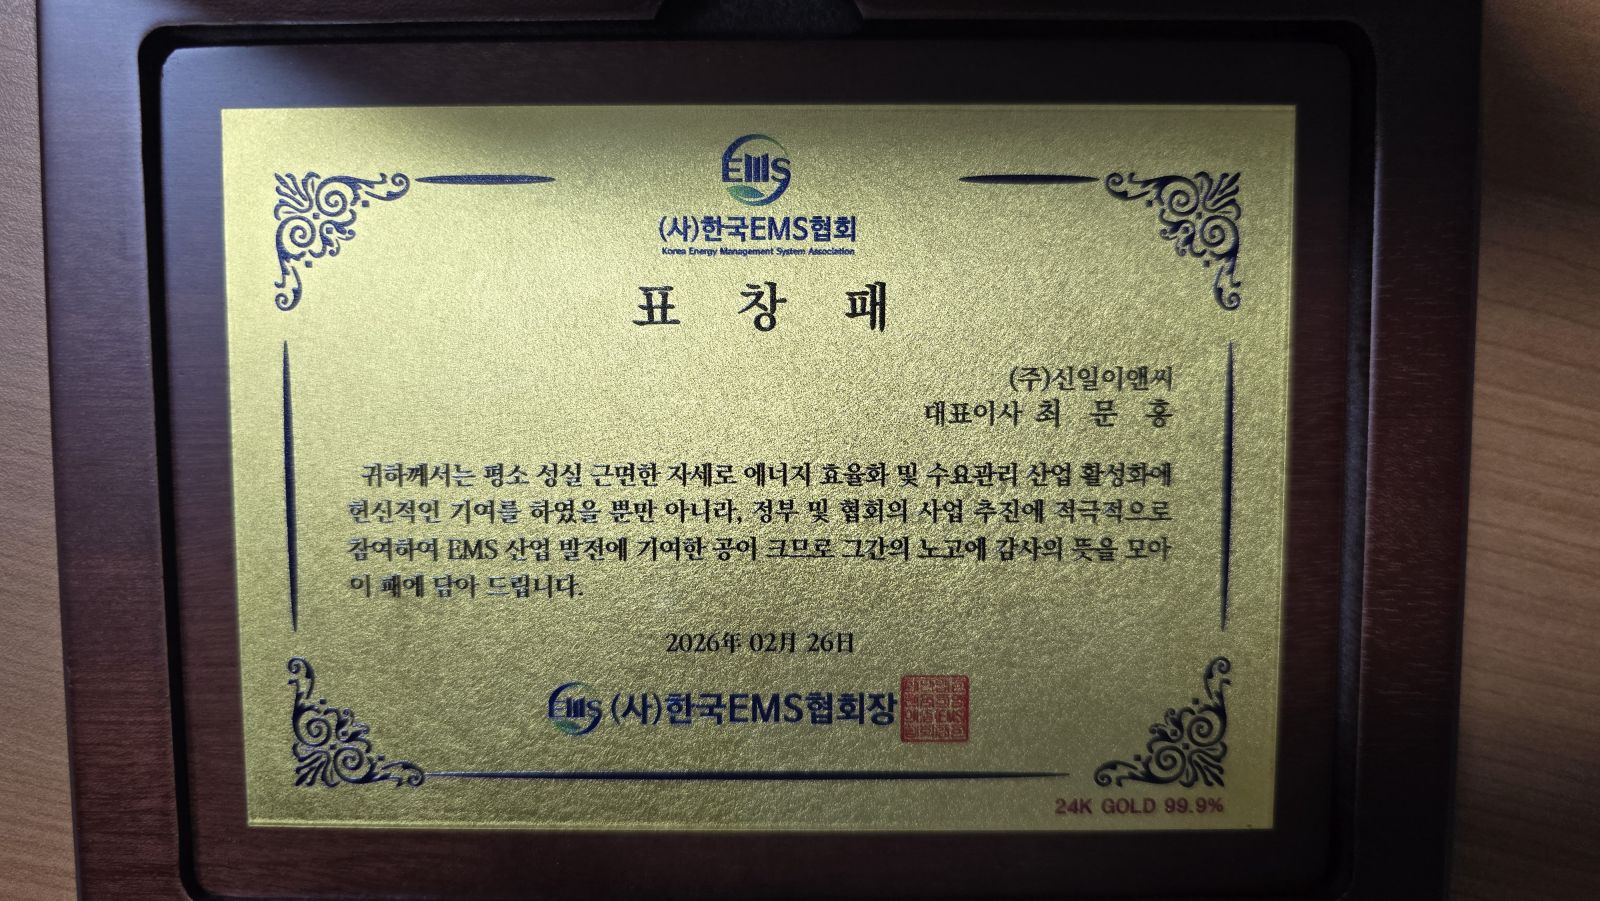 EMS
(사)한국EMS협회
Korea Energy Management System Association
표 창 패
(주)신일이앤씨
대표이사 최 문 홍
귀하께서는 평소 성실 근면한 자세로 에너지 효율화 및 수요관리 산업 활성화에
헌신적인 기여를 하였을 뿐만 아니라, 정부 및 협회의 사업 추진에 적극적으로
참여하여 EMS 산업 발전에 기여한 공이 크므로 그간의 노고에 감사의 뜻을 모아
이 패에 담아 드립니다.
2026年 02月 26日
EMS (사)한국EMS협회장
24K GOLD 99.9%